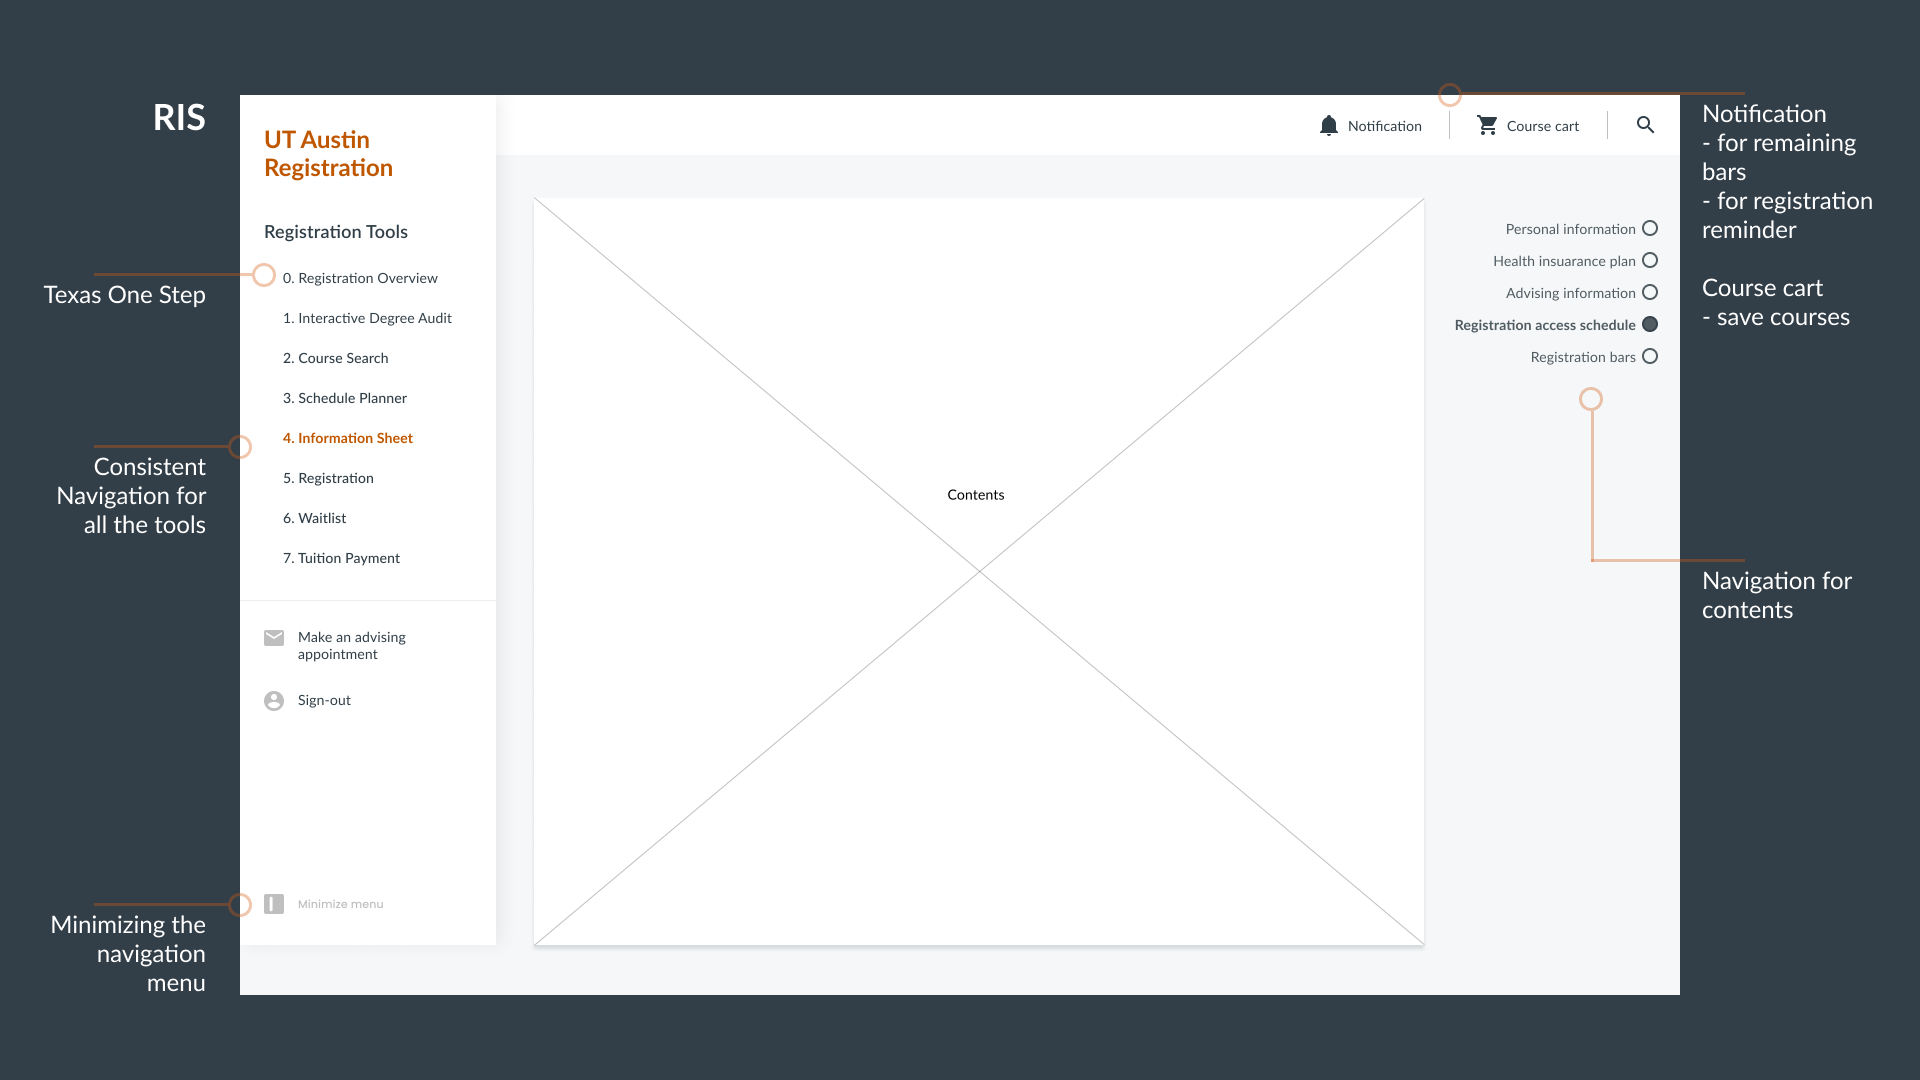 RIS
Texas One Step
Consistent
Navigation for
all the tools
Minimizing the
navigation
menu
UT Austin
Registration
Registration Tools
0. Registration Overview
1. Interactive Degree Audit
2. Course Search
3. Schedule Planner
4. Information Sheet
5. Registration
6. Waitlist
7. Tuition Payment
Make an advising
appointment
Sign-out
Minimize menu
Notification
Course cart
Contents
Personal information
Health insuarance plan
Advising information
Registration access schedule
Registration bars
Notification
- for remaining
bars
- for registration
reminder
Course cart
- save courses
Navigation for
contents